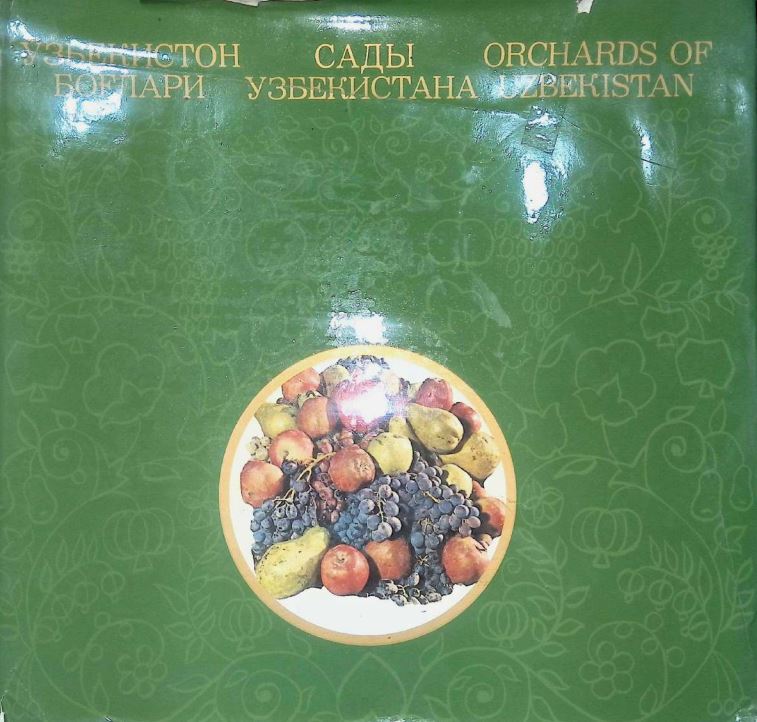 УЗБЕКИСТОН
БОҒЛАРИ
САДЫ
УЗБЕКИСТАНА
ORCHARDS OF
UZBEKISTAN